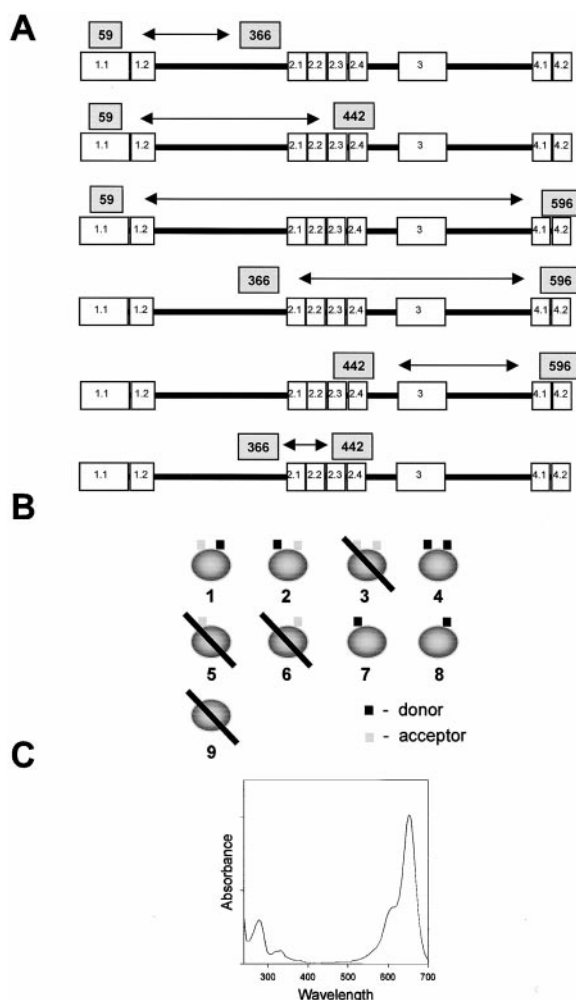 A
59 366
1.1 1.2 2.1 2.2 2.3 2.4 3 4.1 4.2
59 442
1.1 1.2 2.1 2.2 2.3 2.4 3 4.1 4.2
59 596
1.1 1.2 2.1 2.2 2.3 2.4 3 4.1 4.2
366 596
1.1 1.2 2.1 2.2 2.3 2.4 3 4.1 4.2
442 596
1.1 1.2 2.1 2.2 2.3 2.4 3 4.1 4.2
366 442
1.1 1.2 2.1 2.2 2.3 2.4 3 4.1 4.2
B
1 2 3 4
5 6 7 8
9
- donor
- acceptor
C
Absorbance
300 400 500 600 700
Wavelength